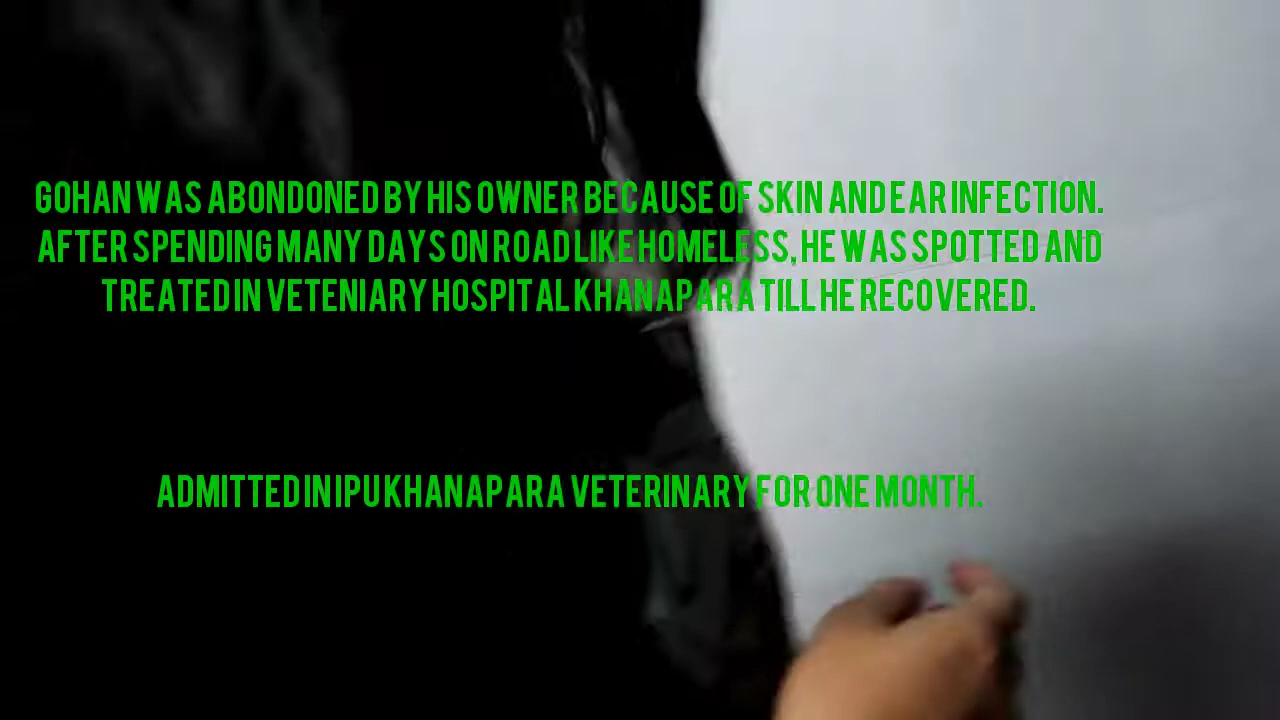 GOHAN WAS ABONDONED BY HIS OWNER BECAUSE OF SKIN AND EAR INFECTION.
AFTER SPENDING MANY DAYS ON ROAD LIKE HOMELESS, HE WAS SPOTTED AND
TREATED IN VETENIARY HOSPITAL KHANAPARA TILL HE RECOVERED.
ADMITTED IN IPU KHANAPARA VETERINARY FOR ONE MONTH.